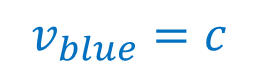 v_blue = c